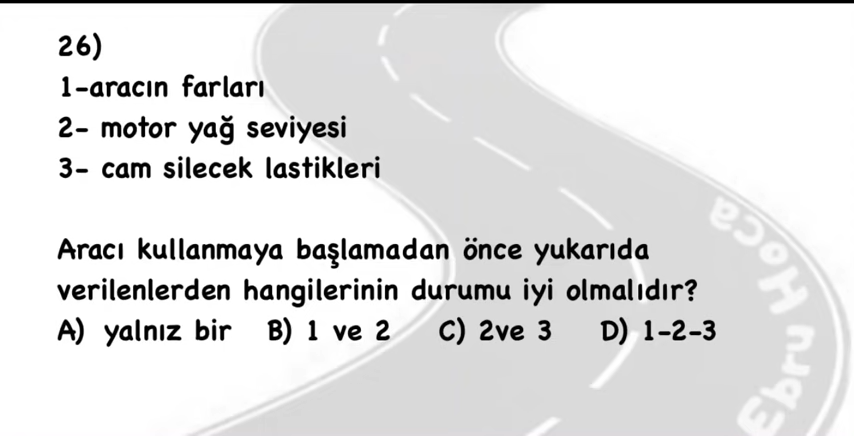 26)
1-aracın farları
2- motor yağ seviyesi
3- cam silecek lastikleri
Aracı kullanmaya başlamadan önce yukarıda
verilenlerden hangilerinin durumu iyi olmalıdır?
A) yalnız bir B) 1 ve 2 C) 2ve 3 D) 1-2-3
Ebru Hoca